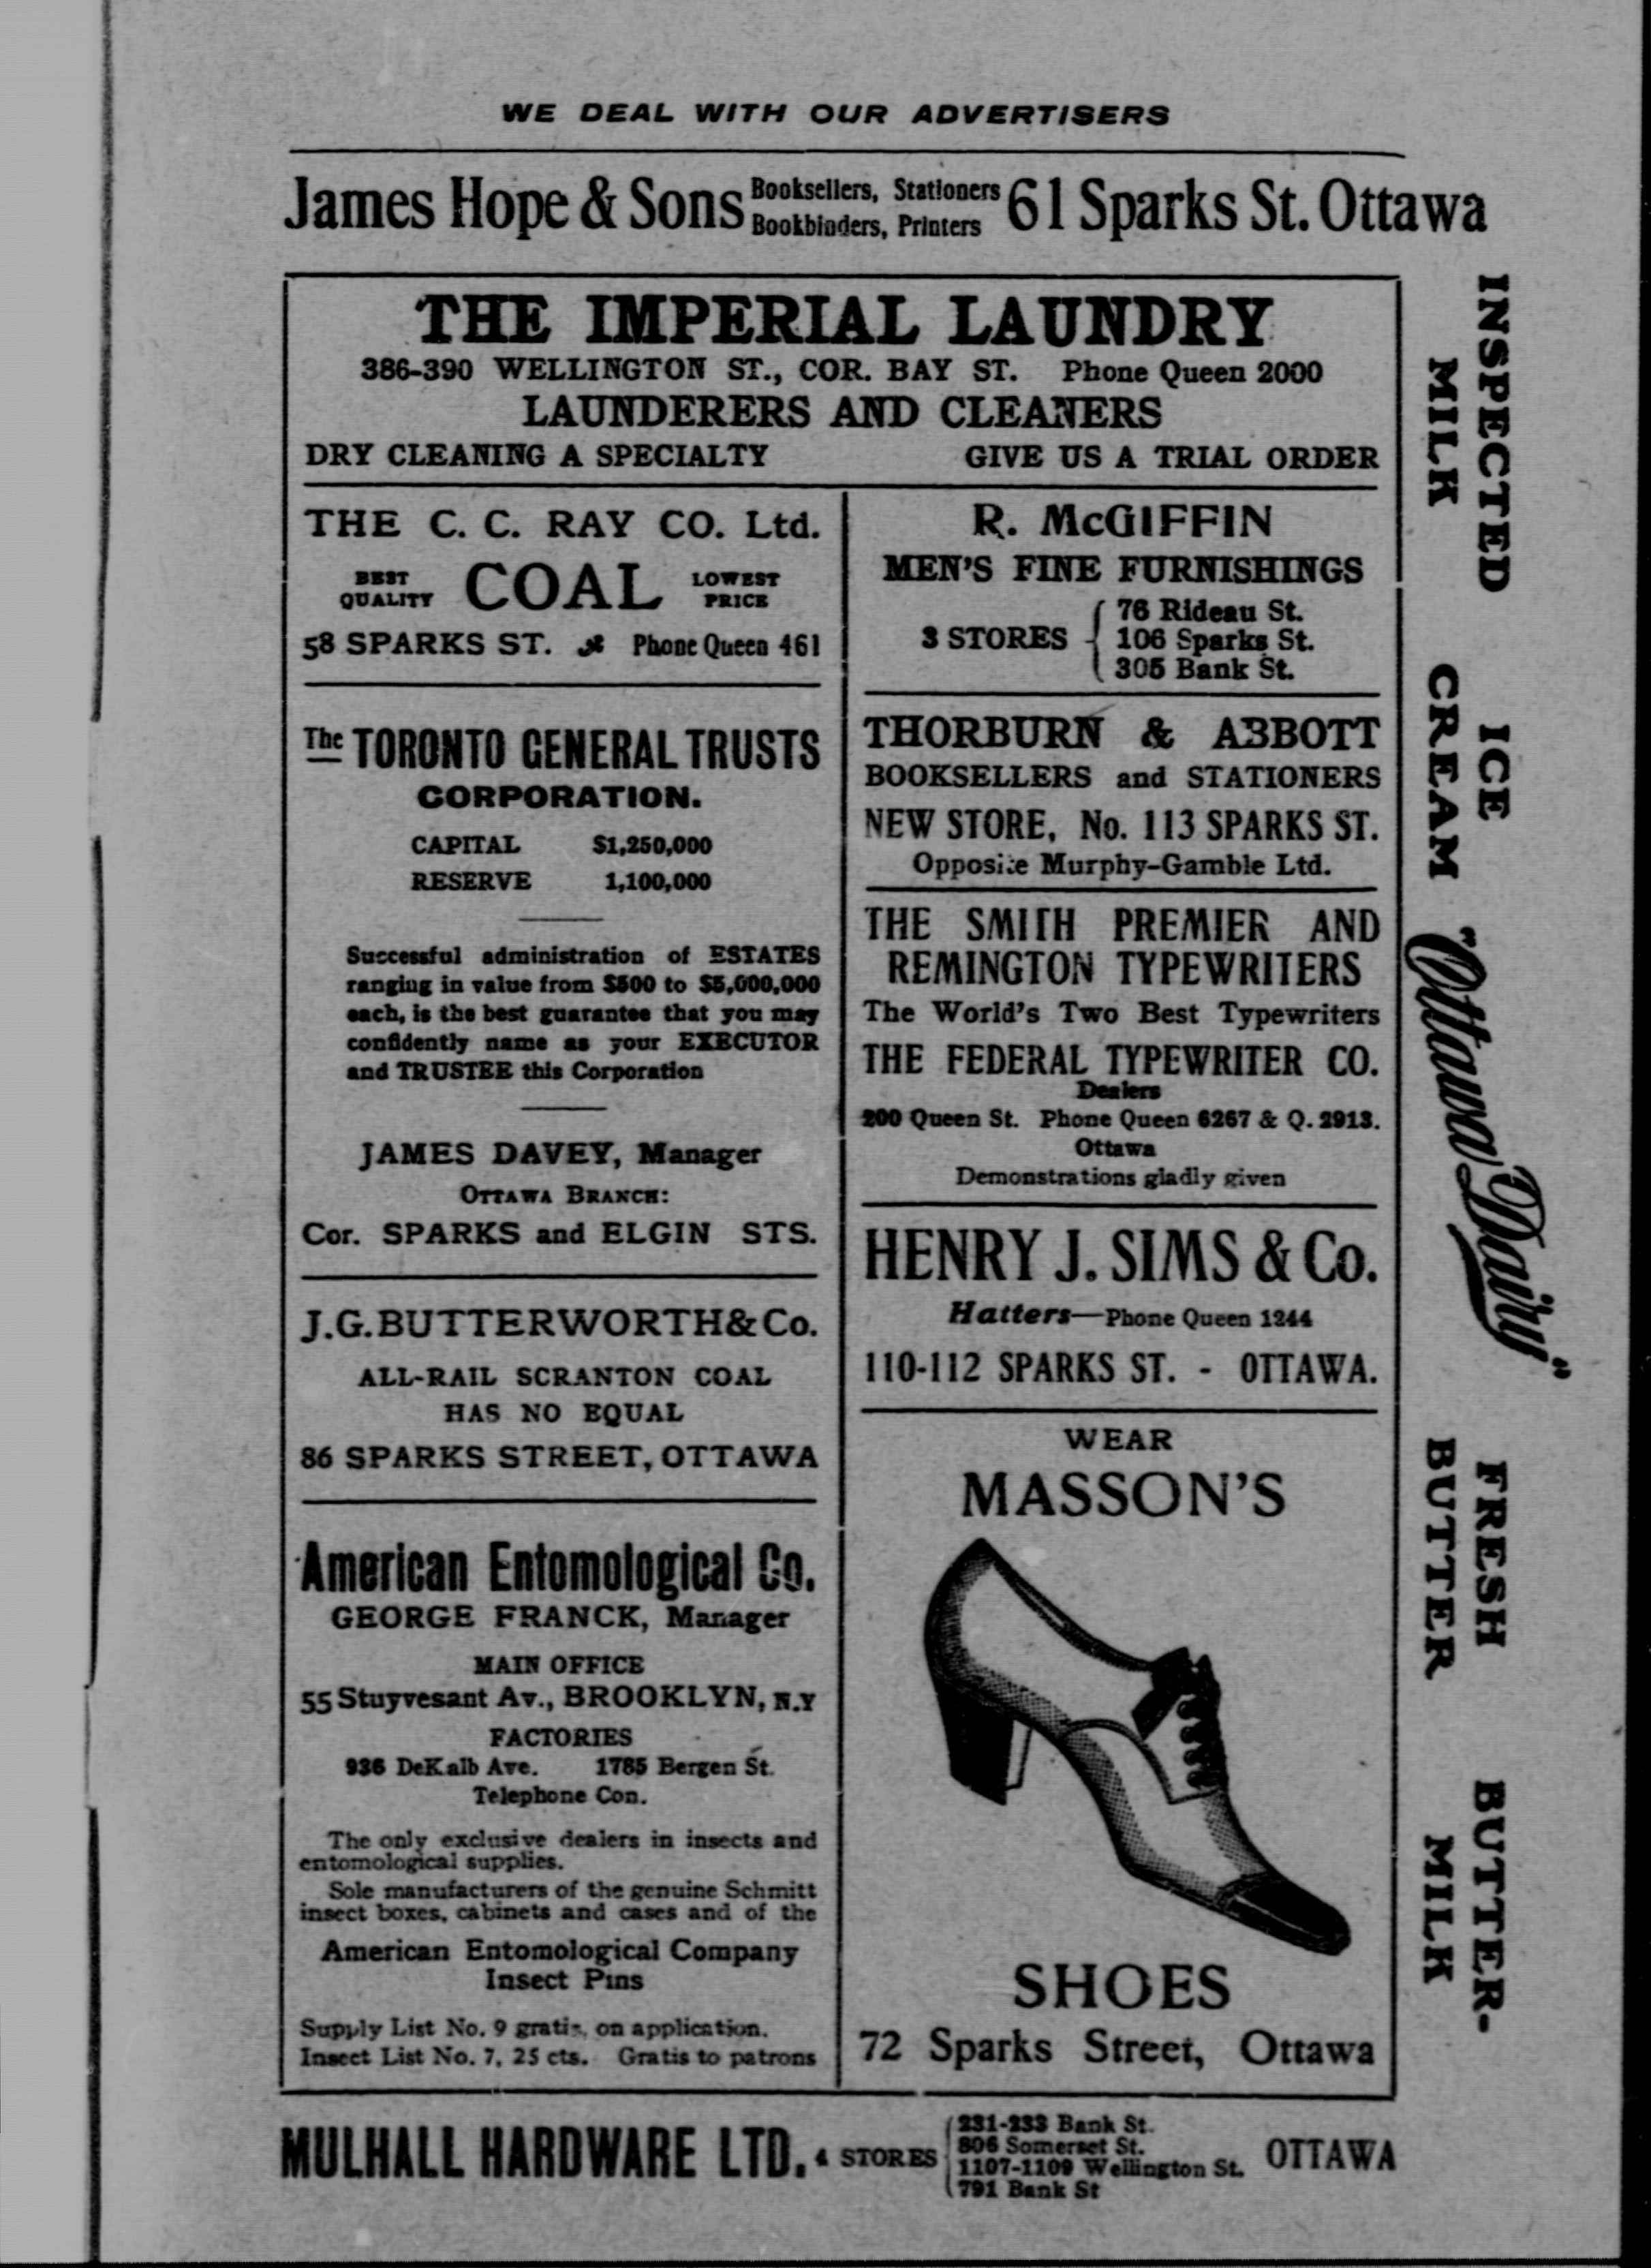 WE DEAL WITH OUR ADVERTISERS
James Hope & Sons Booksellers, Stationers 61 Sparks St. Ottawa
Bookbinders, Printers
THE IMPERIAL LAUNDRY
386-390 WELLINGTON ST., COR. BAY ST. Phone Queen 2000
LAUNDERERS AND CLEANERS
DRY CLEANING A SPECIALTY GIVE US A TRIAL ORDER
THE C. C. RAY CO. Ltd.
BEST QUALITY COAL LOWEST PRICE
58 SPARKS ST. Phone Queen 461
The TORONTO GENERAL TRUSTS
CORPORATION.
CAPITAL $1,250,000
RESERVE 1,100,000
Successful administration of ESTATES
ranging in value from $500 to $5,000,000
each, is the best guarantee that you may
confidently name as your EXECUTOR
and TRUSTEE this Corporation
JAMES DAVEY, Manager
OTTAWA BRANCH:
Cor. SPARKS and ELGIN STS.
J.G. BUTTERWORTH & Co.
ALL-RAIL SCRANTON COAL
HAS NO EQUAL
86 SPARKS STREET, OTTAWA
American Entomological Co.
GEORGE FRANCK, Manager
MAIN OFFICE
55 Stuyvesant Av., BROOKLYN, N.Y
FACTORIES
936 DeKalb Ave. 1785 Bergen St.
Telephone Con.
The only exclusive dealers in insects and
entomological supplies.
Sole manufacturers of the genuine Schmitt
insect boxes, cabinets and cases and of the
American Entomological Company
Insect Pins
Supply List No. 9 gratis, on application.
Insect List No. 7, 25 cts. Gratis to patrons
R. McGIFFIN
MEN'S FINE FURNISHINGS
3 STORES
76 Rideau St.
106 Sparks St.
305 Bank St.
THORBURN & ABBOTT
BOOKSELLERS and STATIONERS
NEW STORE, No. 113 SPARKS ST.
Opposite Murphy-Gamble Ltd.
THE SMITH PREMIER AND
REMINGTON TYPEWRITERS
The World's Two Best Typewriters
THE FEDERAL TYPEWRITER CO.
Dealers
200 Queen St. Phone Queen 6267 & Q. 2913.
Ottawa
Demonstrations gladly given
HENRY J. SIMS & Co.
Hatters—Phone Queen 1244
110-112 SPARKS ST. - OTTAWA.
WEAR
MASSON'S
SHOES
72 Sparks Street, Ottawa
INSPECTED
MILK
ICE
CREAM
"Ottawa Dairy"
FRESH
BUTTER
BUTTER-
MILK
MULHALL HARDWARE LTD. 4 STORES
231-233 Bank St.
806 Somerset St.
1107-1109 Wellington St.
791 Bank St
OTTAWA